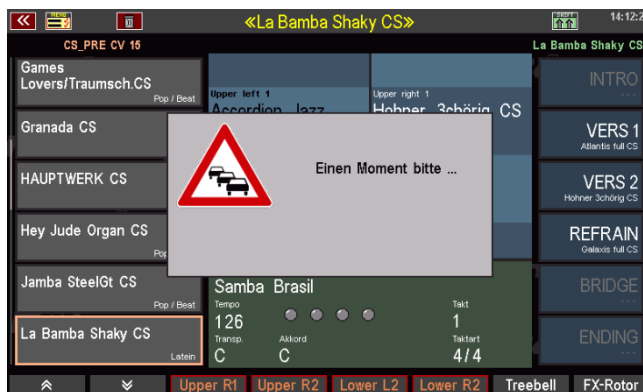 MENU
«La Bamba Shaky CS»
14:12:2
CS_PRE CV 15
La Bamba Shaky CS
Games
Lovers/Traumsch.CS
Pop / Beat
Upper left 1
Accordion Jazz
Upper right 1
Hohner 3chörig CS
INTRO
Granada CS
VERS 1
Atlantis full CS
Einen Moment bitte ...
HAUPTWERK CS
VERS 2
Hohner 3chörig CS
Hey Jude Organ CS
Pop
REFRAIN
Galaxis full CS
Jamba SteelGt CS
Pop / Beat
Samba Brasil
Tempo
126
Takt
1
BRIDGE
La Bamba Shaky CS
Latein
Transp.
C
Akkord
C
Taktart
4/4
ENDING
Upper R1 Upper R2 Lower L2 Lower R2 Treebell FX-Rotor